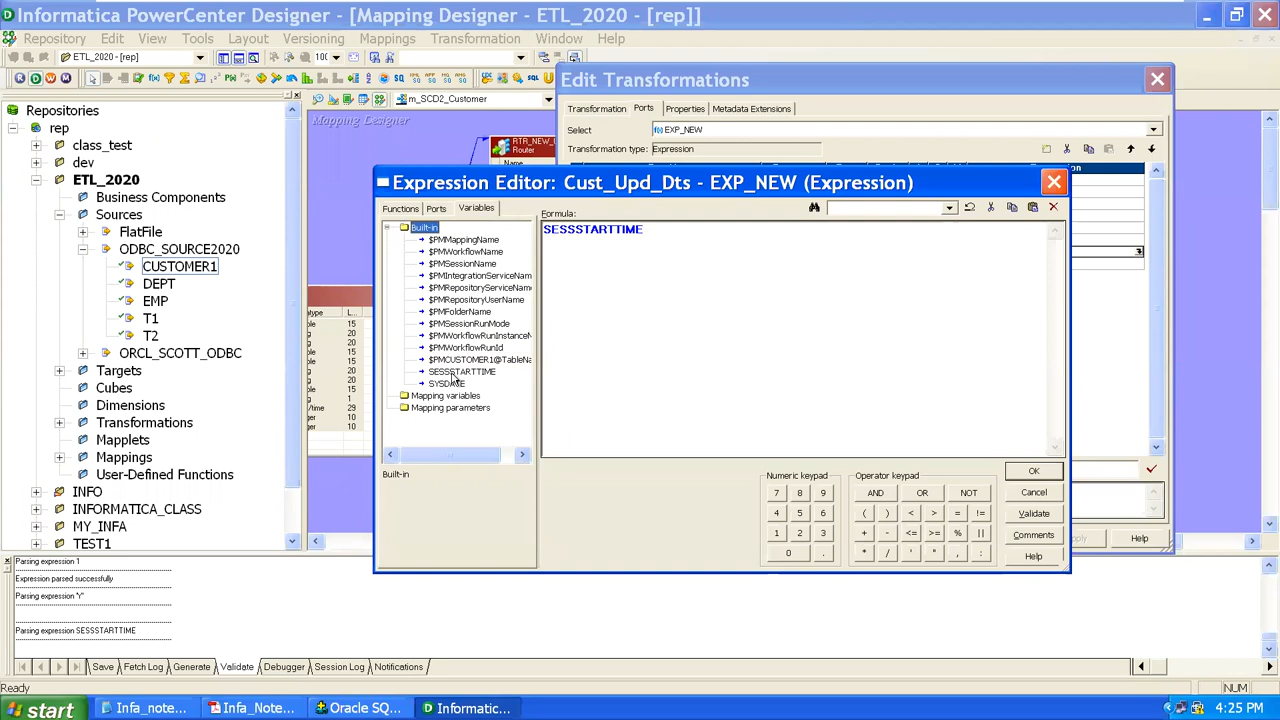 Informatica PowerCenter Designer - [Mapping Designer - ETL_2020 - [rep]]
Repository Edit View Tools Layout Versioning Mappings Transformation Window Help
ETL_2020 - [rep]
m_SCD2_Customer
Repositories
rep
class_test
dev
ETL_2020
Business Components
Sources
FlatFile
ODBC_SOURCE2020
CUSTOMER1
DEPT
EMP
T1
T2
ORCL_SCOTT_ODBC
Targets
Cubes
Dimensions
Transformations
Mapplets
Mappings
User-Defined Functions
INFO
INFORMATICA_CLASS
MY_INFA
TEST1
Mapping Designer
Router
Name
Edit Transformations
Transformation Ports Properties Metadata Extensions
Select EXP_NEW
Transformation type: Expression
Expression Editor: Cust_Upd_Dts - EXP_NEW (Expression)
Functions Ports Variables
Built-in
$PMMappingName
$PMWorkflowName
$PMSessionName
$PMIntegrationServiceNam
$PMRepositoryServiceName
$PMRepositoryUserName
$PMFolderName
$PMSessionRunMode
$PMWorkflowRunInstanceN
$PMWorkflowRunId
$PMCUSTOMER1@TableNa
SESSSTARTTIME
SYSDATE
Mapping variables
Mapping parameters
Built-in
Formula:
SESSSTARTTIME
Numeric keypad
7 8 9
4 5 6
1 2 3
0 .
Operator keypad
AND OR NOT
( ) < > = !=
+ - <= >= % ||
* / ' " , :
OK
Cancel
Validate
Comments
Help
Help
Parsing expression 1
Expression parsed successfully
Parsing expression 'Y'
Parsing expression SESSSTARTTIME
Save Fetch Log Generate Validate Debugger Session Log Notifications
Ready
NUM
start
Infa_note...
Infa_Note...
Oracle SQ...
Informatic...
4:25 PM